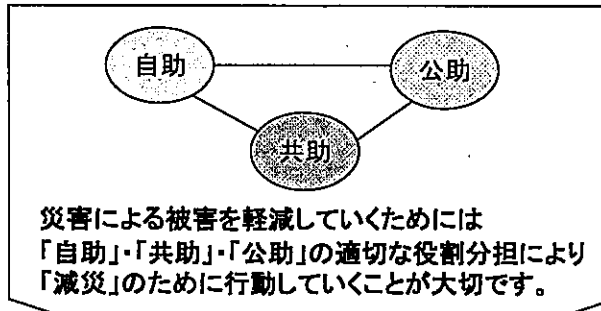 自助
公助
共助
災害による被害を軽減していくためには
「自助」・「共助」・「公助」の適切な役割分担により
「減災」のために行動していくことが大切です。